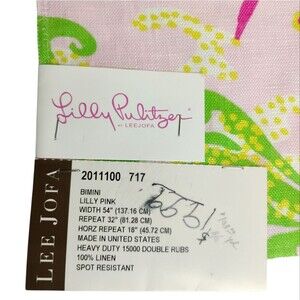 Lilly Pulitzer
BY LEE JOFA
LEE JOFA
2011100 717
BIMINI
LILLY PINK
WIDTH 54" (137.16 CM)
REPEAT 32" (81.28 CM)
HORZ REPEAT 18" (45.72 CM)
MADE IN UNITED STATES
HEAVY DUTY 15000 DOUBLE RUBS
100% LINEN
SPOT RESISTANT